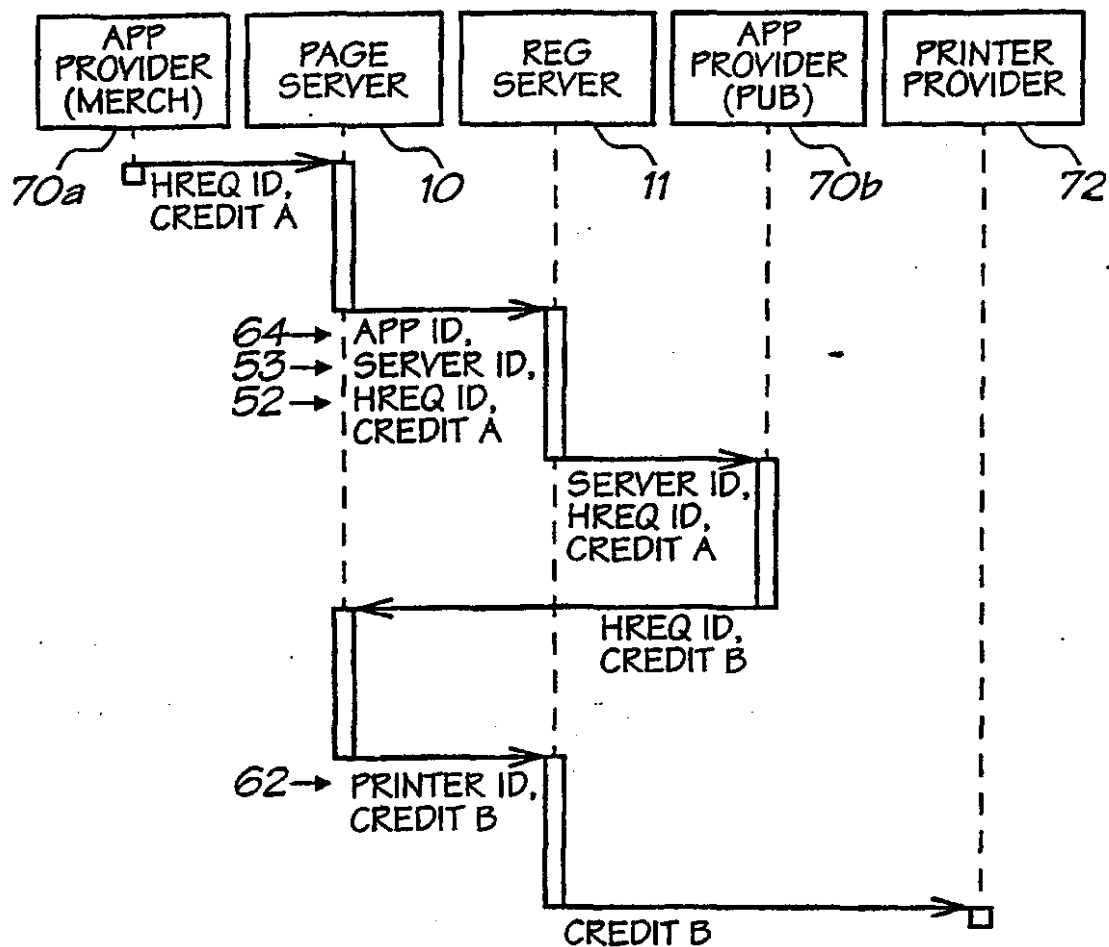 APP
PROVIDER
(MERCH)
PAGE
SERVER
REG
SERVER
APP
PROVIDER
(PUB)
PRINTER
PROVIDER
70a
10
11
70b
72
HREQ ID,
CREDIT A
64
APP ID,
53
SERVER ID,
52
HREQ ID,
CREDIT A
SERVER ID,
HREQ ID,
CREDIT A
HREQ ID,
CREDIT B
62
PRINTER ID,
CREDIT B
CREDIT B